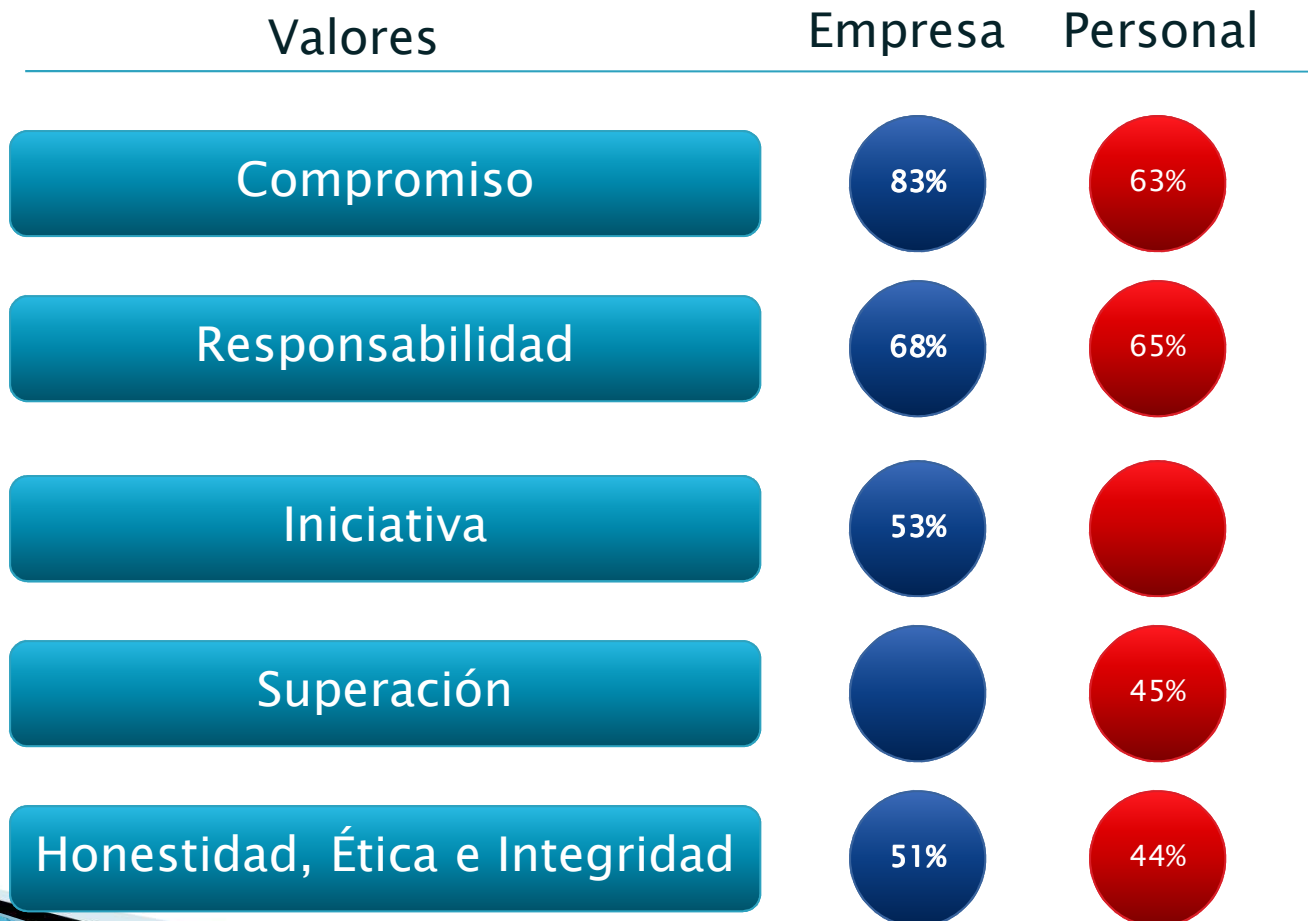 Valores Empresa Personal
Compromiso 83% 63%
Responsabilidad 68% 65%
Iniciativa 53%
Superación 45%
Honestidad, Ética e Integridad 51% 44%